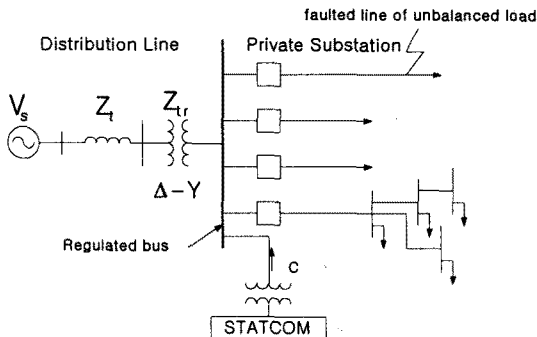 faulted line of unbalanced load
Distribution Line
Private Substation
Vs
Zt
Ztr
Δ-Y
Regulated bus
C
STATCOM